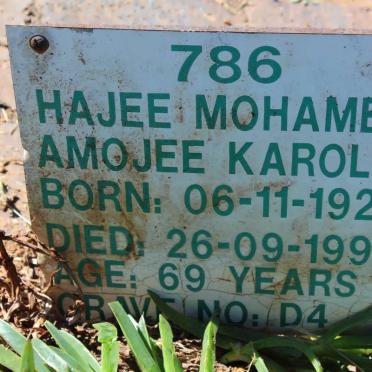 786
HAJEE MOHAME
AMOJEE KAROL
BORN: 06-11-192
DIED: 26-09-199
AGE: 69 YEARS
GRAVE NO: D4